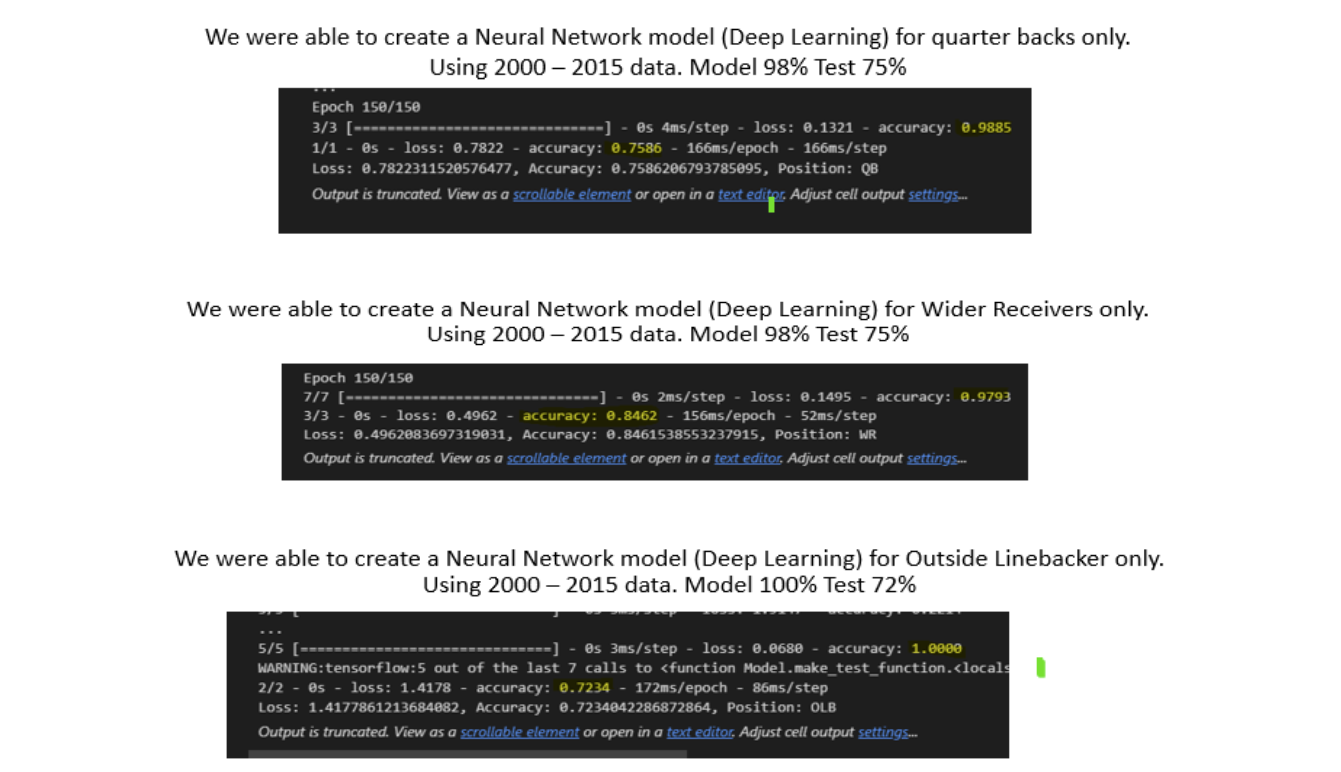 We were able to create a Neural Network model (Deep Learning) for quarter backs only.
Using 2000 – 2015 data. Model 98% Test 75%
...
Epoch 150/150
3/3 [==============================] - 0s 4ms/step - loss: 0.1321 - accuracy: 0.9885
1/1 - 0s - loss: 0.7822 - accuracy: 0.7586 - 166ms/epoch - 166ms/step
Loss: 0.7822311520576477, Accuracy: 0.7586206793785095, Position: QB
Output is truncated. View as a scrollable element or open in a text editor. Adjust cell output settings...
We were able to create a Neural Network model (Deep Learning) for Wider Receivers only.
Using 2000 – 2015 data. Model 98% Test 75%
Epoch 150/150
7/7 [==============================] - 0s 2ms/step - loss: 0.1495 - accuracy: 0.9793
3/3 - 0s - loss: 0.4962 - accuracy: 0.8462 - 156ms/epoch - 52ms/step
Loss: 0.4962083697319031, Accuracy: 0.8461538553237915, Position: WR
Output is truncated. View as a scrollable element or open in a text editor. Adjust cell output settings...
We were able to create a Neural Network model (Deep Learning) for Outside Linebacker only.
Using 2000 – 2015 data. Model 100% Test 72%
...
5/5 [==============================] - 0s 3ms/step - loss: 0.0680 - accuracy: 1.0000
WARNING:tensorflow:5 out of the last 7 calls to <function Model.make_test_function.<locals
2/2 - 0s - loss: 1.4178 - accuracy: 0.7234 - 172ms/epoch - 86ms/step
Loss: 1.4177861213684082, Accuracy: 0.7234042286872864, Position: OLB
Output is truncated. View as a scrollable element or open in a text editor. Adjust cell output settings...